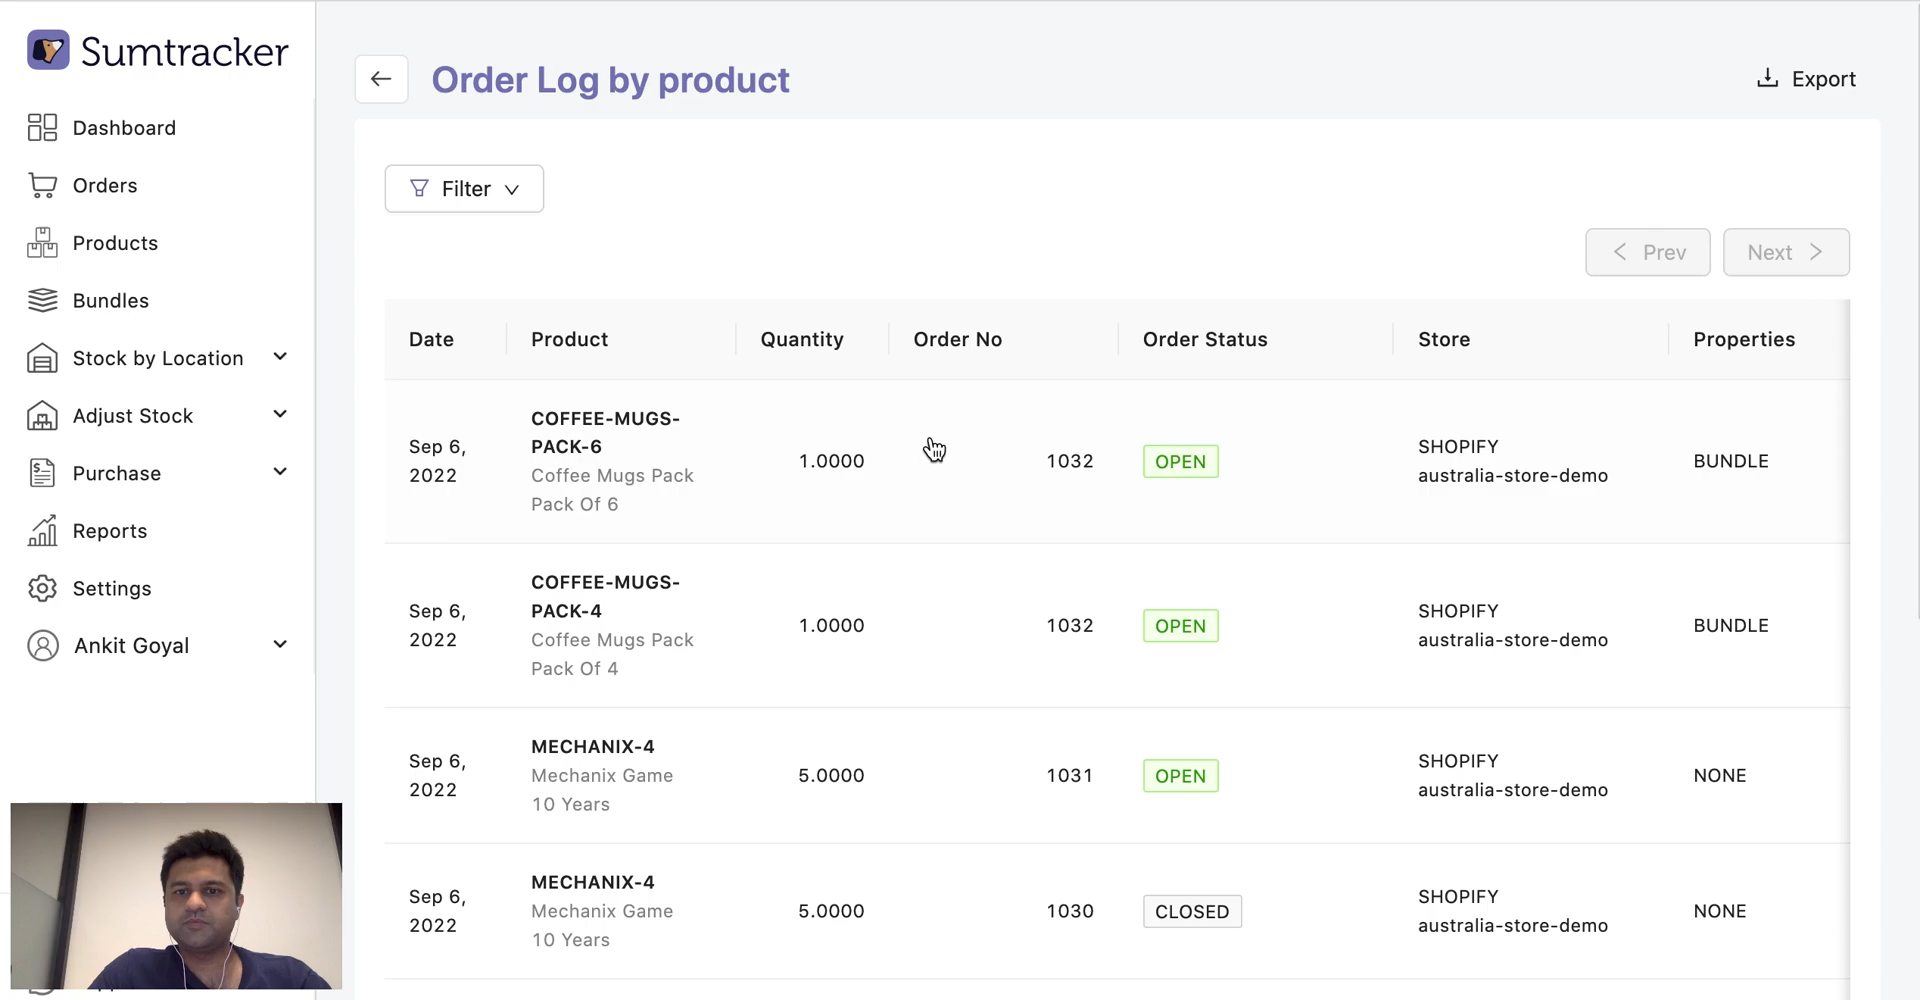 Sumtracker
Dashboard
Orders
Products
Bundles
Stock by Location
Adjust Stock
Purchase
Reports
Settings
Ankit Goyal
Order Log by product
Export
Filter
Prev
Next
Date
Product
Quantity
Order No
Order Status
Store
Properties
Sep 6,
2022
COFFEE-MUGS-
PACK-6
Coffee Mugs Pack
Pack Of 6
1.0000
1032
OPEN
SHOPIFY
australia-store-demo
BUNDLE
Sep 6,
2022
COFFEE-MUGS-
PACK-4
Coffee Mugs Pack
Pack Of 4
1.0000
1032
OPEN
SHOPIFY
australia-store-demo
BUNDLE
Sep 6,
2022
MECHANIX-4
Mechanix Game
10 Years
5.0000
1031
OPEN
SHOPIFY
australia-store-demo
NONE
Sep 6,
2022
MECHANIX-4
Mechanix Game
10 Years
5.0000
1030
CLOSED
SHOPIFY
australia-store-demo
NONE